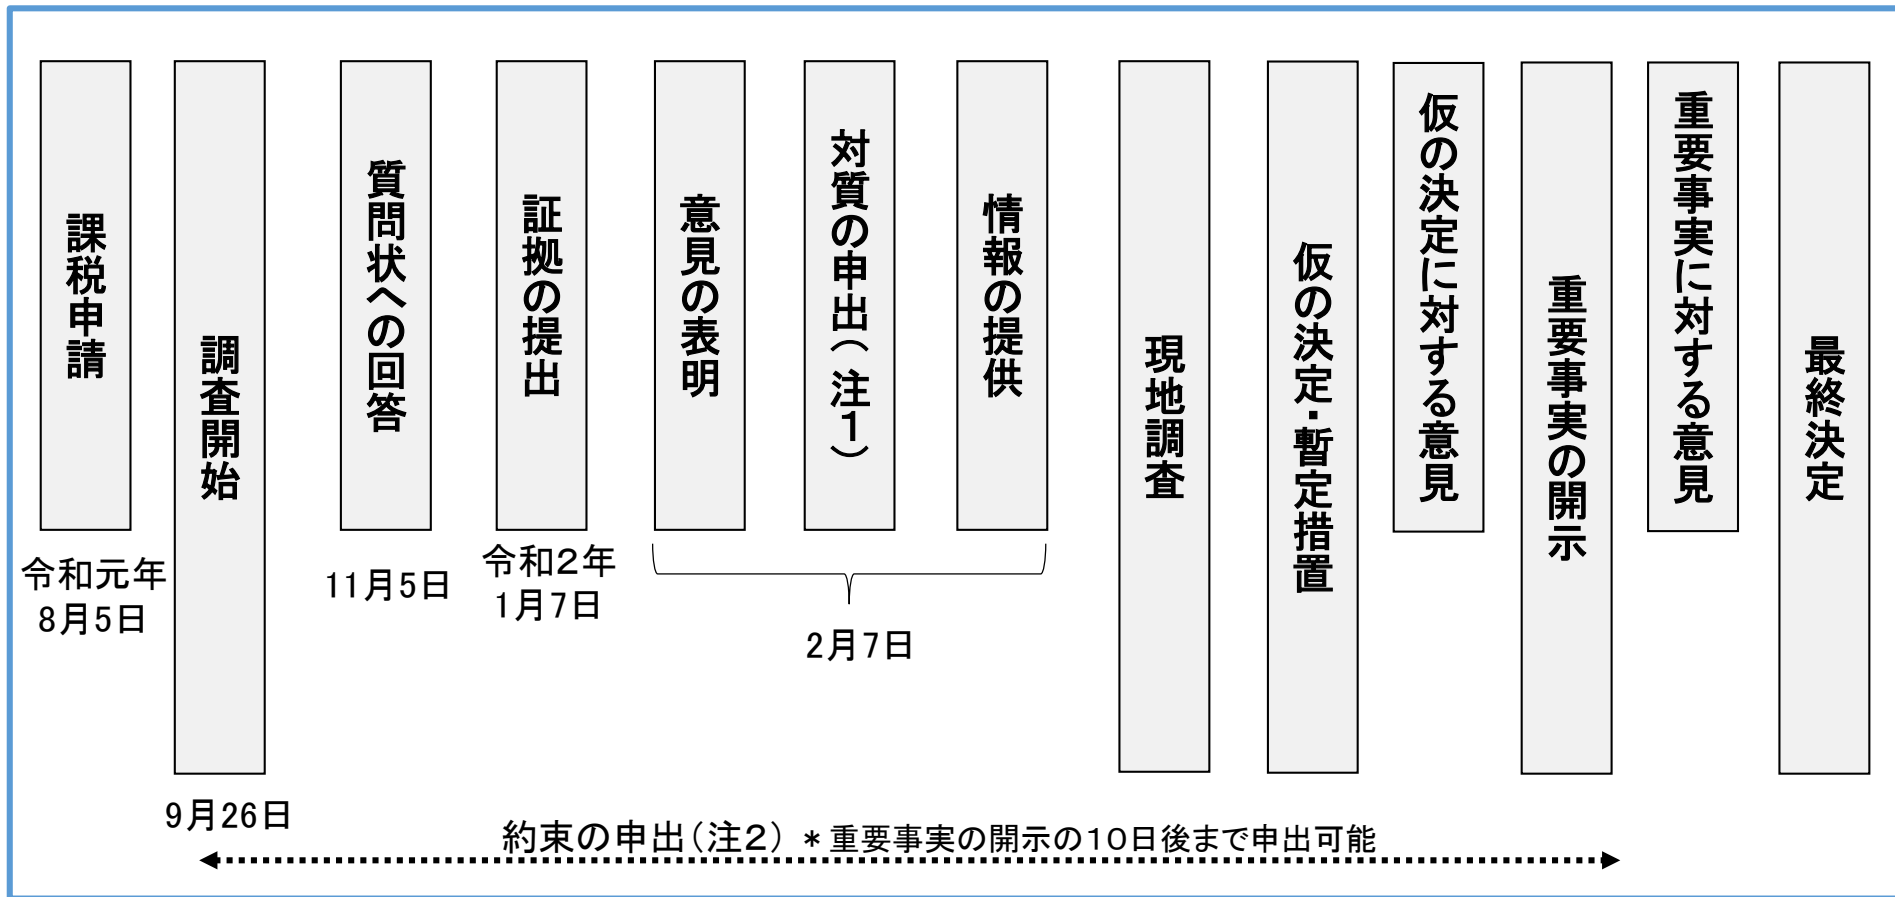 課税申請
令和元年
8月5日
調査開始
9月26日
質問状への回答
11月5日
証拠の提出
令和2年
1月7日
意見の表明
対質の申出(注1)
情報の提供
2月7日
現地調査
仮の決定・暫定措置
仮の決定に対する意見
重要事実の開示
重要事実に対する意見
最終決定
約束の申出(注2) *重要事実の開示の10日後まで申出可能